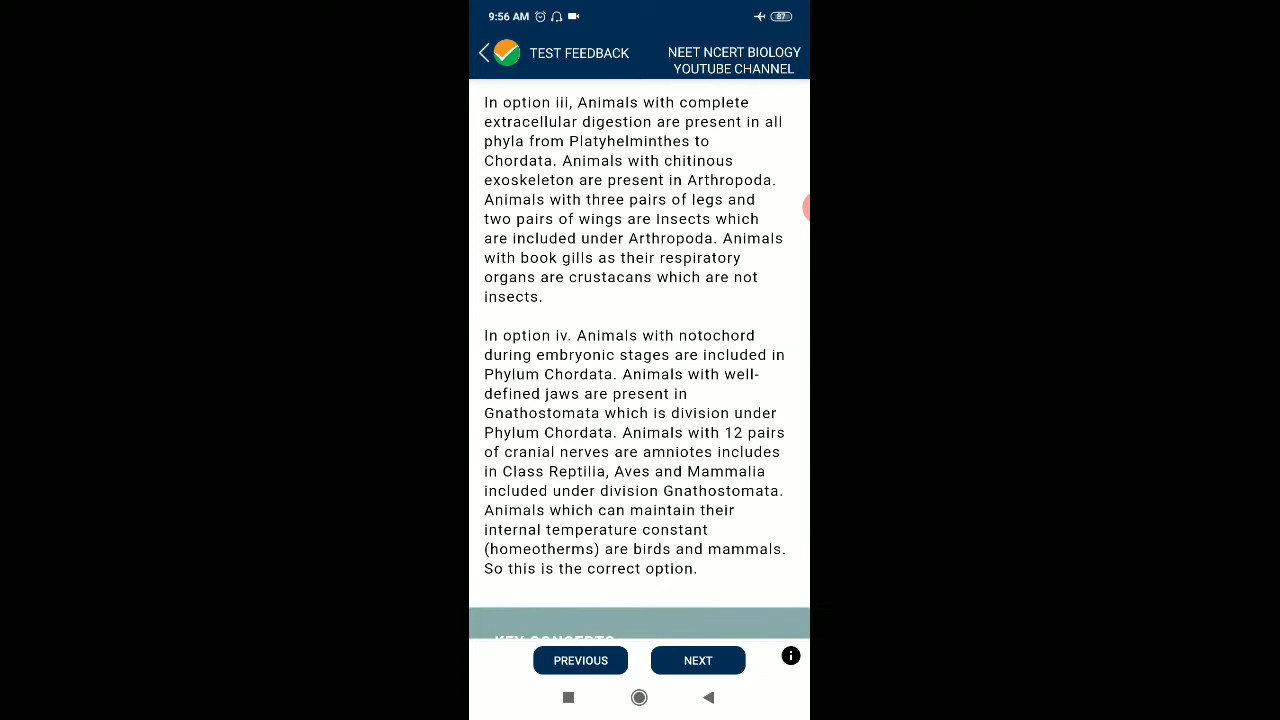 9:56 AM
87
TEST FEEDBACK
NEET NCERT BIOLOGY
YOUTUBE CHANNEL
In option iii, Animals with complete
extracellular digestion are present in all
phyla from Platyhelminthes to
Chordata. Animals with chitinous
exoskeleton are present in Arthropoda.
Animals with three pairs of legs and
two pairs of wings are Insects which
are included under Arthropoda. Animals
with book gills as their respiratory
organs are crustacans which are not
insects.
In option iv. Animals with notochord
during embryonic stages are included in
Phylum Chordata. Animals with well-
defined jaws are present in
Gnathostomata which is division under
Phylum Chordata. Animals with 12 pairs
of cranial nerves are amniotes includes
in Class Reptilia, Aves and Mammalia
included under division Gnathostomata.
Animals which can maintain their
internal temperature constant
(homeotherms) are birds and mammals.
So this is the correct option.
KEY CONCEPTS
PREVIOUS
NEXT